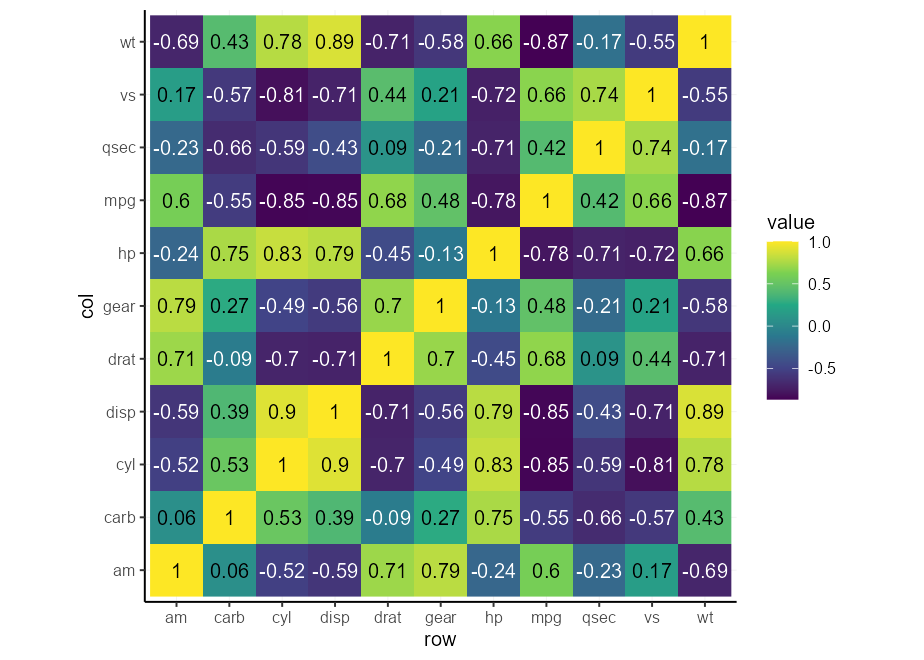 wt -0.69 0.43 0.78 0.89 -0.71 -0.58 0.66 -0.87 -0.17 -0.55 1
vs 0.17 -0.57 -0.81 -0.71 0.44 0.21 -0.72 0.66 0.74 1 -0.55
qsec -0.23 -0.66 -0.59 -0.43 0.09 -0.21 -0.71 0.42 1 0.74 -0.17
mpg 0.6 -0.55 -0.85 -0.85 0.68 0.48 -0.78 1 0.42 0.66 -0.87
hp -0.24 0.75 0.83 0.79 -0.45 -0.13 1 -0.78 -0.71 -0.72 0.66
gear 0.79 0.27 -0.49 -0.56 0.7 1 -0.13 0.48 -0.21 0.21 -0.58
drat 0.71 -0.09 -0.7 -0.71 1 0.7 -0.45 0.68 0.09 0.44 -0.71
disp -0.59 0.39 0.9 1 -0.71 -0.56 0.79 -0.85 -0.43 -0.71 0.89
cyl -0.52 0.53 1 0.9 -0.7 -0.49 0.83 -0.85 -0.59 -0.81 0.78
carb 0.06 1 0.53 0.39 -0.09 0.27 0.75 -0.55 -0.66 -0.57 0.43
am 1 0.06 -0.52 -0.59 0.71 0.79 -0.24 0.6 -0.23 0.17 -0.69
am carb cyl disp drat gear hp mpg qsec vs wt
row
col
value
1.0
0.5
0.0
-0.5